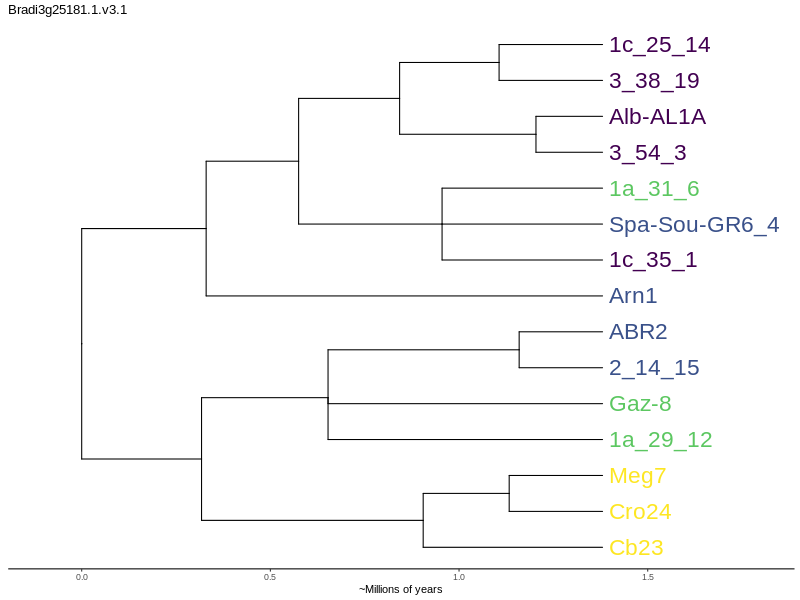 Bradi3g25181.1.v3.1
1c_25_14
3_38_19
Alb-AL1A
3_54_3
1a_31_6
Spa-Sou-GR6_4
1c_35_1
Arn1
ABR2
2_14_15
Gaz-8
1a_29_12
Meg7
Cro24
Cb23
0.0 0.5 1.0 1.5
~Millions of years